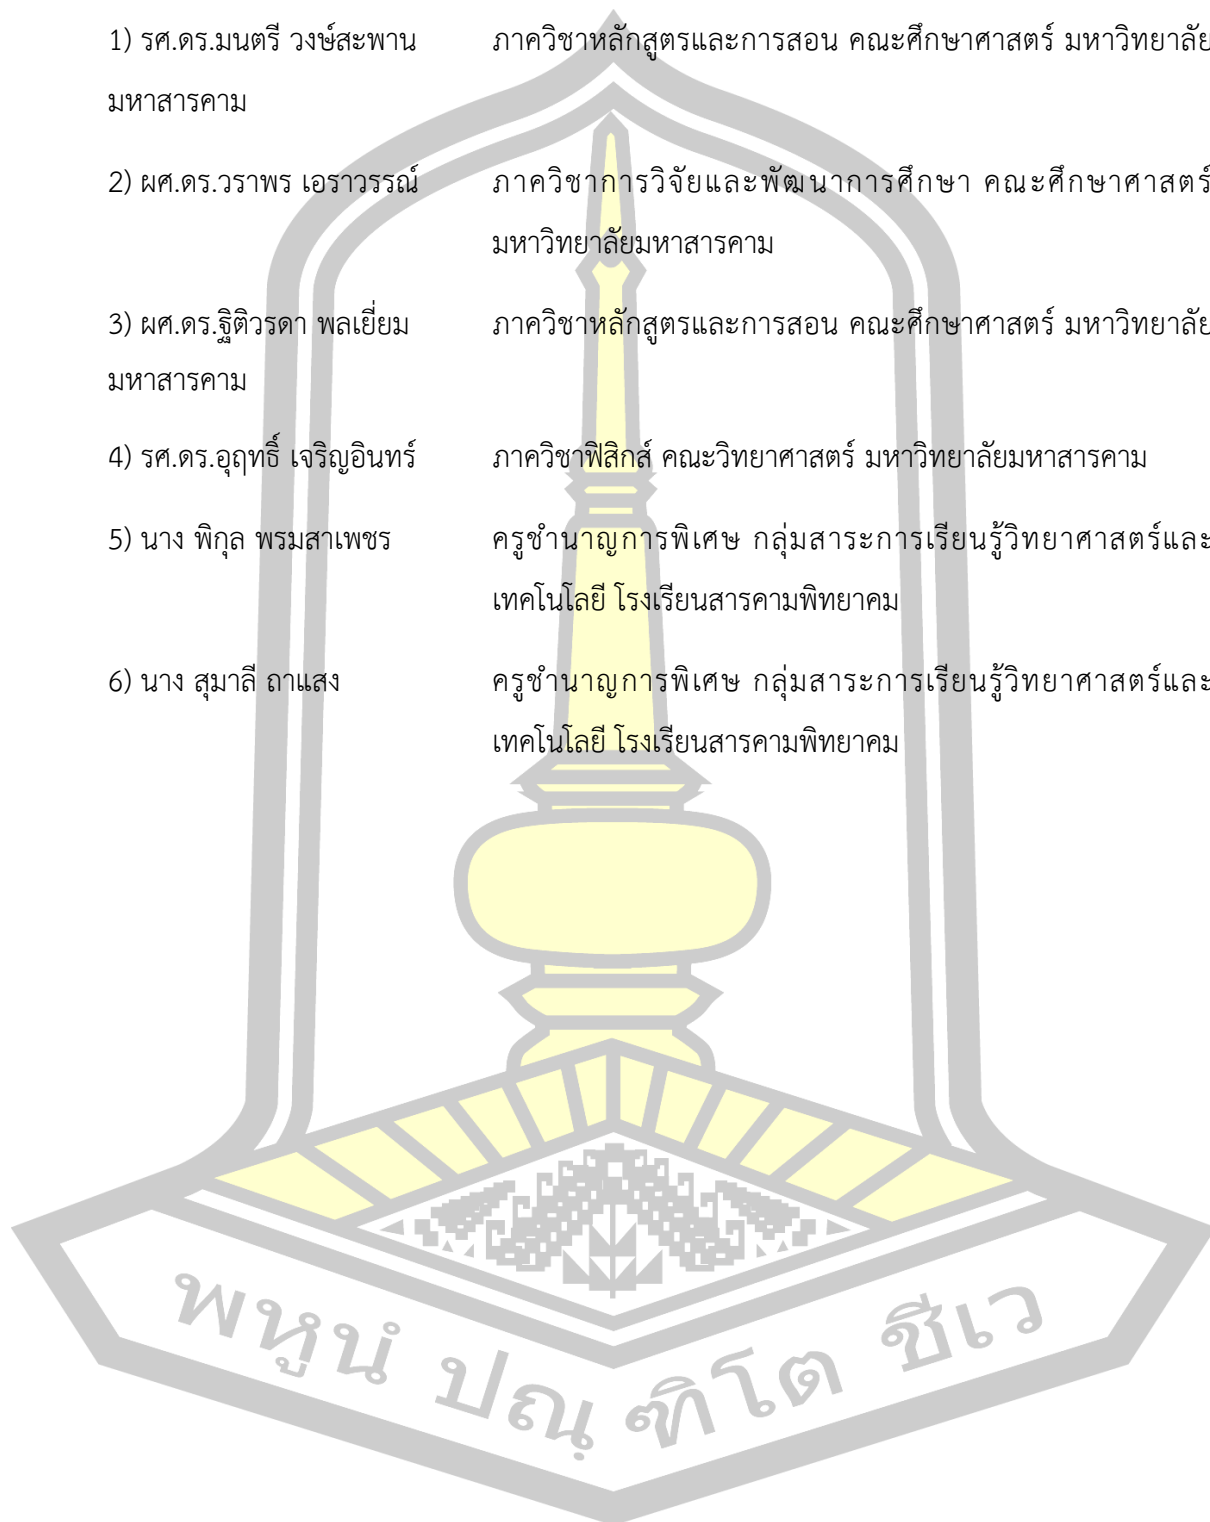 1) รศ.ดร.มนตรี วงษ์สะพาน ภาควิชาหลักสูตรและการสอน คณะศึกษาศาสตร์ มหาวิทยาลัย
มหาสารคาม
2) ผศ.ดร.วราพร เอราวรรณ์ ภาควิชาการวิจัยและพัฒนาการศึกษา คณะศึกษาศาสตร์
มหาวิทยาลัยมหาสารคาม
3) ผศ.ดร.ฐิติวรดา พลเยี่ยม ภาควิชาหลักสูตรและการสอน คณะศึกษาศาสตร์ มหาวิทยาลัย
มหาสารคาม
4) รศ.ดร.อุฤทธิ์ เจริญอินทร์ ภาควิชาฟิสิกส์ คณะวิทยาศาสตร์ มหาวิทยาลัยมหาสารคาม
5) นาง พิกุล พรมสาเพชร ครูชำนาญการพิเศษ กลุ่มสาระการเรียนรู้วิทยาศาสตร์และ
เทคโนโลยี โรงเรียนสารคามพิทยาคม
6) นาง สุมาลี ถาแสง ครูชำนาญการพิเศษ กลุ่มสาระการเรียนรู้วิทยาศาสตร์และ
เทคโนโลยี โรงเรียนสารคามพิทยาคม
พหูนํ ปณฺ ฑิโต ชีเว